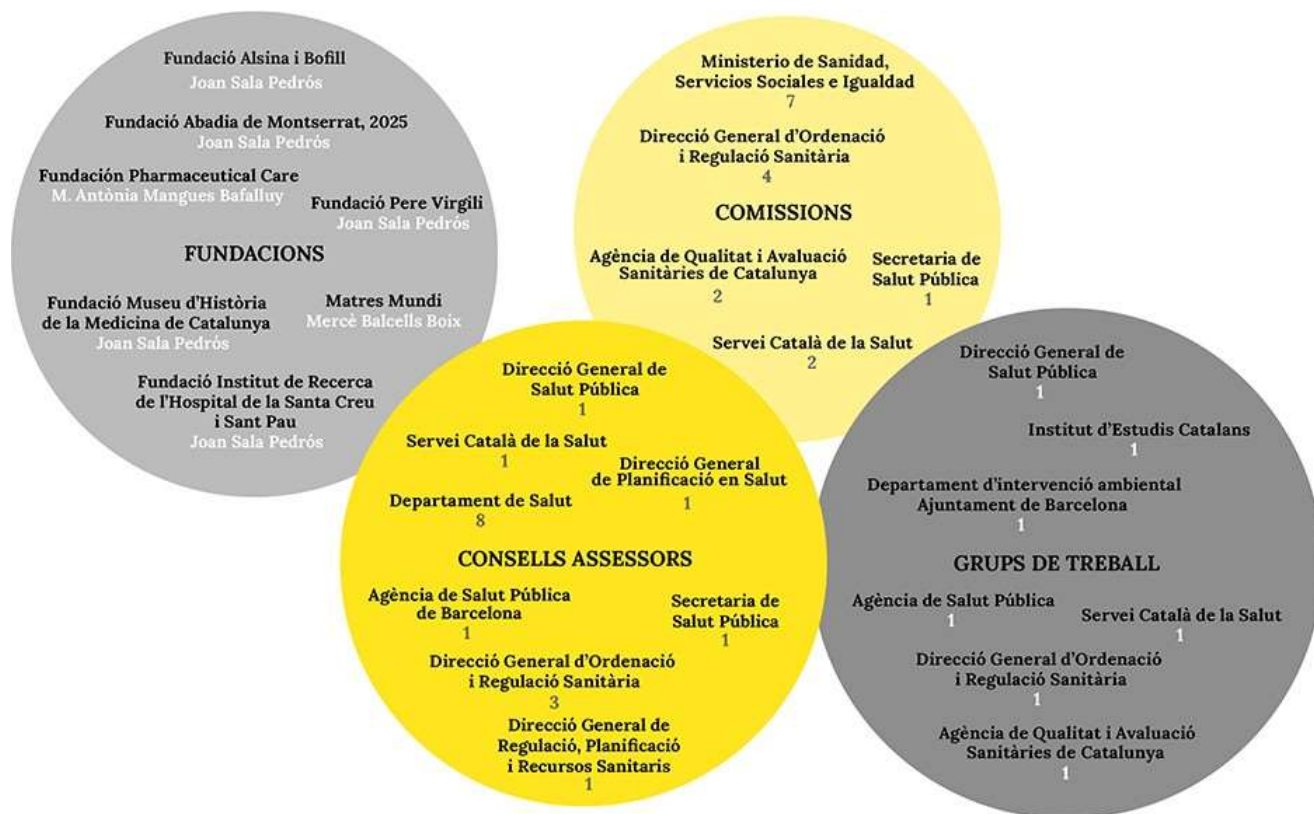 Fundació Alsina i Bofill
Joan Sala Pedrós
Fundació Abadia de Montserrat, 2025
Joan Sala Pedrós
Fundación Pharmaceutical Care
M. Antònia Mangues Bafalluy
Fundació Pere Virgili
Joan Sala Pedrós
FUNDACIONS
Fundació Museu d'Història
de la Medicina de Catalunya
Joan Sala Pedrós
Matres Mundi
Mercè Balcells Boix
Fundació Institut de Recerca
de l'Hospital de la Santa Creu
i Sant Pau
Joan Sala Pedrós
Ministerio de Sanidad,
Servicios Sociales e Igualdad
7
Direcció General d'Ordenació
i Regulació Sanitària
4
COMISSIONS
Agència de Qualitat i Avaluació
Sanitàries de Catalunya
2
Secretaria de
Salut Pública
1
Servei Català de la Salut
2
Direcció General de
Salut Pública
1
Servei Català de la Salut
1
Direcció General
de Planificació en Salut
1
Departament de Salut
8
CONSELLS ASSESSORS
Agència de Salut Pública
de Barcelona
1
Secretaria de
Salut Pública
1
Direcció General d'Ordenació
i Regulació Sanitària
3
Direcció General de
Regulació, Planificació
i Recursos Sanitaris
1
Direcció General de
Salut Pública
1
Institut d'Estudis Catalans
1
Departament d'intervenció ambiental
Ajuntament de Barcelona
1
GRUPS DE TREBALL
Agència de Salut Pública
1
Servei Català de la Salut
1
Direcció General d'Ordenació
i Regulació Sanitària
1
Agència de Qualitat i Avaluació
Sanitàries de Catalunya
1